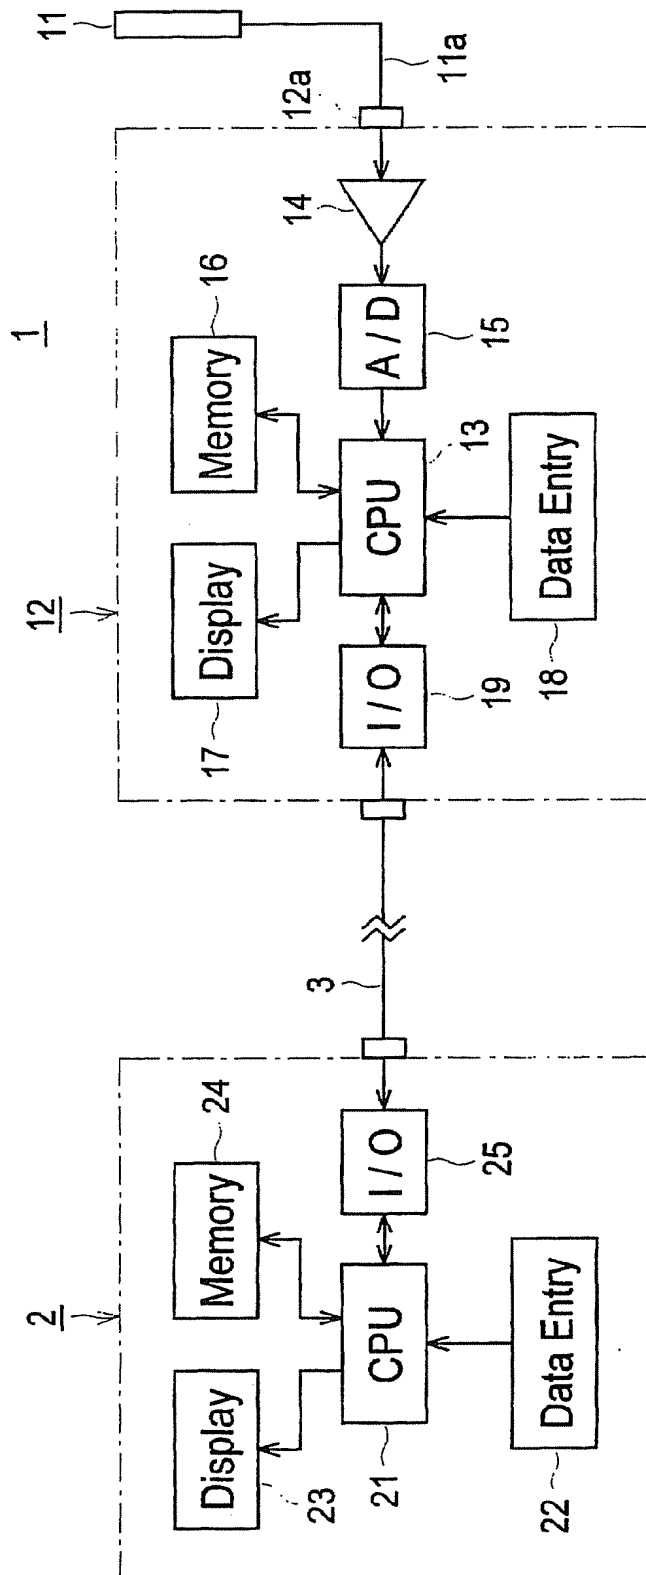 1
11
11a
12
12a
14
16
Memory
A / D
15
Display
17
CPU
13
I / O
19
Data Entry
18
3
2
24
Memory
I / O
25
Display
23
CPU
21
Data Entry
22